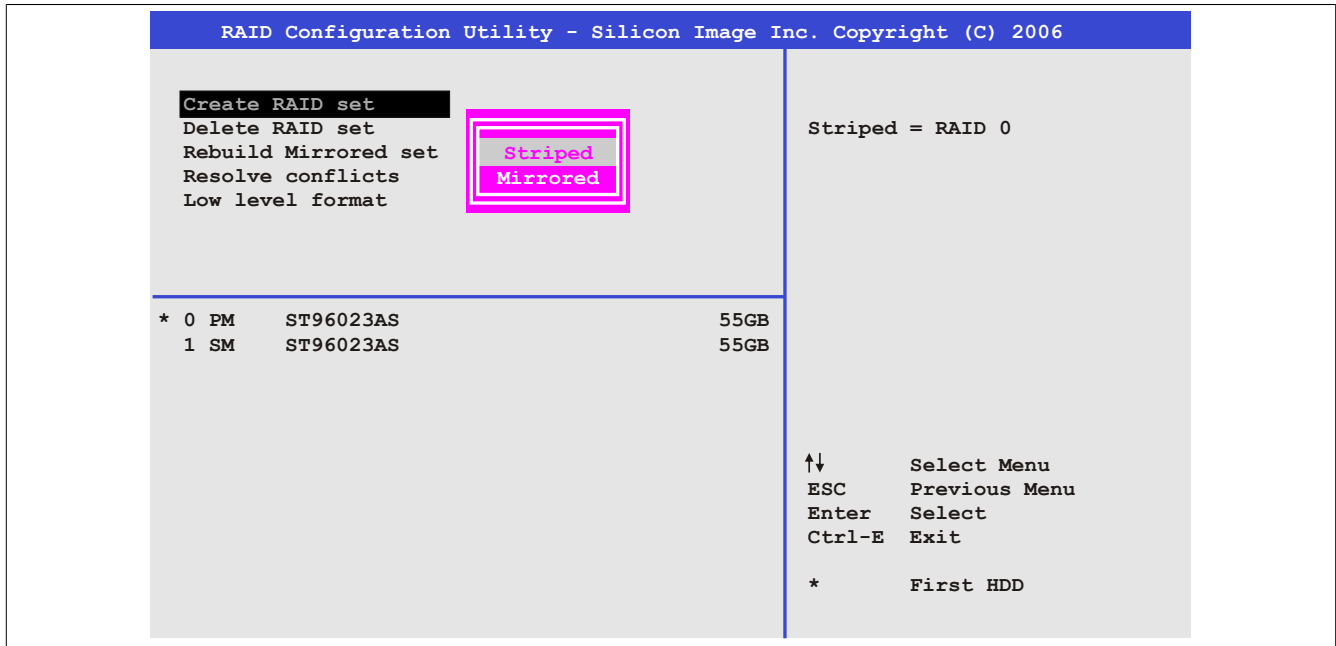 RAID Configuration Utility - Silicon Image Inc. Copyright (C) 2006
Create RAID set
Delete RAID set
Rebuild Mirrored set
Resolve conflicts
Low level format
Striped
Mirrored
Striped = RAID 0
* 0 PM ST96023AS 55GB
1 SM ST96023AS 55GB
↑↓ Select Menu
ESC Previous Menu
Enter Select
Ctrl-E Exit
* First HDD